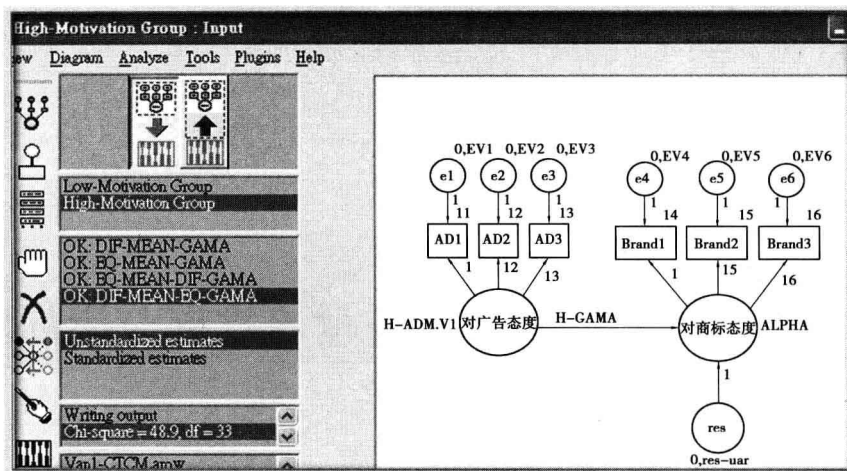 High-Motivation Group : Input
ew Diagram Analyze Tools Plugins Help
Low-Motivation Group
High-Motivation Group
OK: DIF-MEAN-GAMA
OK: EQ-MEAN-GAMA
OK: EQ-MEAN-DIF-GAMA
OK: DIF-MEAN-EQ-GAMA
Unstandardized estimates
Standardized estimates
Writing output
Chi-square = 48.9, df = 33
Van1-CTCM.amw
0,EV1 0,EV2 0,EV3
e1 e2 e3
1 1 1
11 12 13
AD1 AD2 AD3
1 12 13
H-ADM.V1 对广告态度
H-GAMA
0,EV4 0,EV5 0,EV6
e4 e5 e6
1 1 1
14 15 16
Brand1 Brand2 Brand3
1 15 16
对商标态度 ALPHA
1
res
0,res-uar